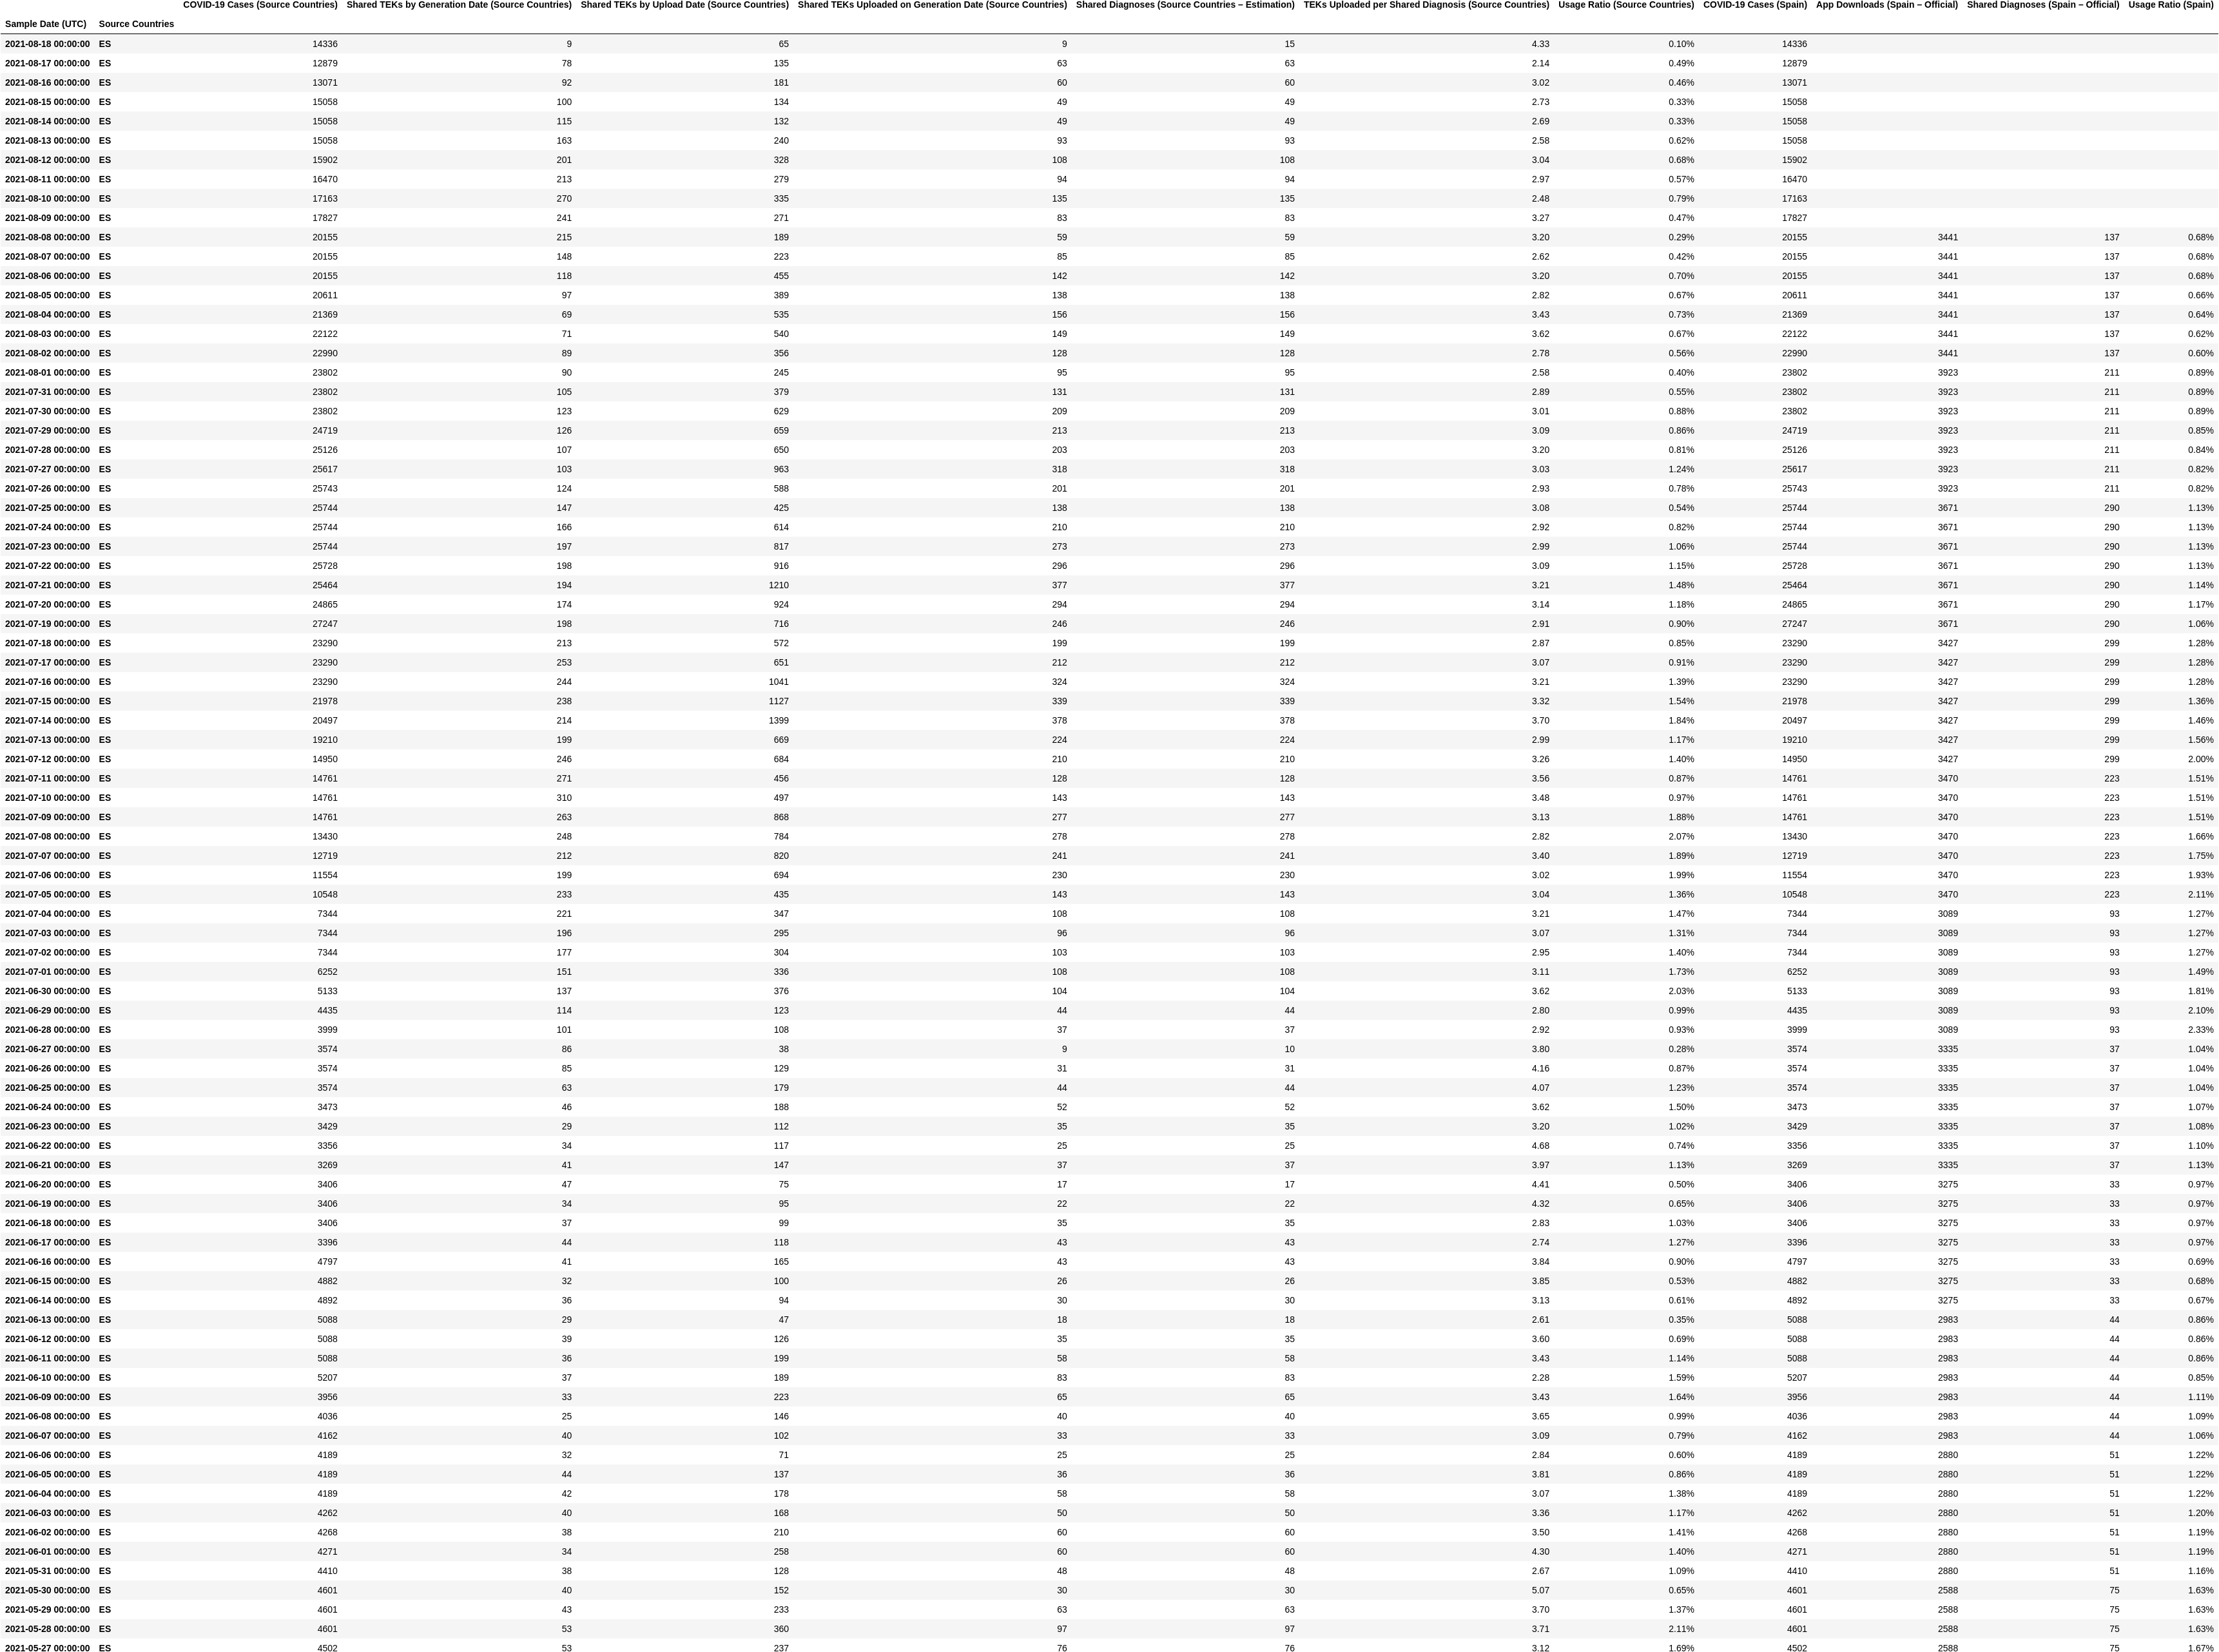 COVID-19 Cases (Source Countries) Shared TEKs by Generation Date (Source Countries) Shared TEKs by Upload Date (Source Countries) Shared TEKs Uploaded on Generation Date (Source Countries) Shared Diagnoses (Source Countries – Estimation) TEKs Uploaded per Shared Diagnosis (Source Countries) Usage Ratio (Source Countries) COVID-19 Cases (Spain) App Downloads (Spain – Official) Shared Diagnoses (Spain – Official) Usage Ratio (Spain)
Sample Date (UTC) Source Countries
2021-08-18 00:00:00 ES 14336 9 65 9 15 4.33 0.10% 14336
2021-08-17 00:00:00 ES 12879 78 135 63 63 2.14 0.49% 12879
2021-08-16 00:00:00 ES 13071 92 181 60 60 3.02 0.46% 13071
2021-08-15 00:00:00 ES 15058 100 134 49 49 2.73 0.33% 15058
2021-08-14 00:00:00 ES 15058 115 132 49 49 2.69 0.33% 15058
2021-08-13 00:00:00 ES 15058 163 240 93 93 2.58 0.62% 15058
2021-08-12 00:00:00 ES 15902 201 328 108 108 3.04 0.68% 15902
2021-08-11 00:00:00 ES 16470 213 279 94 94 2.97 0.57% 16470
2021-08-10 00:00:00 ES 17163 270 335 135 135 2.48 0.79% 17163
2021-08-09 00:00:00 ES 17827 241 271 83 83 3.27 0.47% 17827
2021-08-08 00:00:00 ES 20155 215 189 59 59 3.20 0.29% 20155 3441 137 0.68%
2021-08-07 00:00:00 ES 20155 148 223 85 85 2.62 0.42% 20155 3441 137 0.68%
2021-08-06 00:00:00 ES 20155 118 455 142 142 3.20 0.70% 20155 3441 137 0.68%
2021-08-05 00:00:00 ES 20611 97 389 138 138 2.82 0.67% 20611 3441 137 0.66%
2021-08-04 00:00:00 ES 21369 69 535 156 156 3.43 0.73% 21369 3441 137 0.64%
2021-08-03 00:00:00 ES 22122 71 540 149 149 3.62 0.67% 22122 3441 137 0.62%
2021-08-02 00:00:00 ES 22990 89 356 128 128 2.78 0.56% 22990 3441 137 0.60%
2021-08-01 00:00:00 ES 23802 90 245 95 95 2.58 0.40% 23802 3923 211 0.89%
2021-07-31 00:00:00 ES 23802 105 379 131 131 2.89 0.55% 23802 3923 211 0.89%
2021-07-30 00:00:00 ES 23802 123 629 209 209 3.01 0.88% 23802 3923 211 0.89%
2021-07-29 00:00:00 ES 24719 126 659 213 213 3.09 0.86% 24719 3923 211 0.85%
2021-07-28 00:00:00 ES 25126 107 650 203 203 3.20 0.81% 25126 3923 211 0.84%
2021-07-27 00:00:00 ES 25617 103 963 318 318 3.03 1.24% 25617 3923 211 0.82%
2021-07-26 00:00:00 ES 25743 124 588 201 201 2.93 0.78% 25743 3923 211 0.82%
2021-07-25 00:00:00 ES 25744 147 425 138 138 3.08 0.54% 25744 3671 290 1.13%
2021-07-24 00:00:00 ES 25744 166 614 210 210 2.92 0.82% 25744 3671 290 1.13%
2021-07-23 00:00:00 ES 25744 197 817 273 273 2.99 1.06% 25744 3671 290 1.13%
2021-07-22 00:00:00 ES 25728 198 916 296 296 3.09 1.15% 25728 3671 290 1.13%
2021-07-21 00:00:00 ES 25464 194 1210 377 377 3.21 1.48% 25464 3671 290 1.14%
2021-07-20 00:00:00 ES 24865 174 924 294 294 3.14 1.18% 24865 3671 290 1.17%
2021-07-19 00:00:00 ES 27247 198 716 246 246 2.91 0.90% 27247 3671 290 1.06%
2021-07-18 00:00:00 ES 23290 213 572 199 199 2.87 0.85% 23290 3427 299 1.28%
2021-07-17 00:00:00 ES 23290 253 651 212 212 3.07 0.91% 23290 3427 299 1.28%
2021-07-16 00:00:00 ES 23290 244 1041 324 324 3.21 1.39% 23290 3427 299 1.28%
2021-07-15 00:00:00 ES 21978 238 1127 339 339 3.32 1.54% 21978 3427 299 1.36%
2021-07-14 00:00:00 ES 20497 214 1399 378 378 3.70 1.84% 20497 3427 299 1.46%
2021-07-13 00:00:00 ES 19210 199 669 224 224 2.99 1.17% 19210 3427 299 1.56%
2021-07-12 00:00:00 ES 14950 246 684 210 210 3.26 1.40% 14950 3427 299 2.00%
2021-07-11 00:00:00 ES 14761 271 456 128 128 3.56 0.87% 14761 3470 223 1.51%
2021-07-10 00:00:00 ES 14761 310 497 143 143 3.48 0.97% 14761 3470 223 1.51%
2021-07-09 00:00:00 ES 14761 263 868 277 277 3.13 1.88% 14761 3470 223 1.51%
2021-07-08 00:00:00 ES 13430 248 784 278 278 2.82 2.07% 13430 3470 223 1.66%
2021-07-07 00:00:00 ES 12719 212 820 241 241 3.40 1.89% 12719 3470 223 1.75%
2021-07-06 00:00:00 ES 11554 199 694 230 230 3.02 1.99% 11554 3470 223 1.93%
2021-07-05 00:00:00 ES 10548 233 435 143 143 3.04 1.36% 10548 3470 223 2.11%
2021-07-04 00:00:00 ES 7344 221 347 108 108 3.21 1.47% 7344 3089 93 1.27%
2021-07-03 00:00:00 ES 7344 196 295 96 96 3.07 1.31% 7344 3089 93 1.27%
2021-07-02 00:00:00 ES 7344 177 304 103 103 2.95 1.40% 7344 3089 93 1.27%
2021-07-01 00:00:00 ES 6252 151 336 108 108 3.11 1.73% 6252 3089 93 1.49%
2021-06-30 00:00:00 ES 5133 137 376 104 104 3.62 2.03% 5133 3089 93 1.81%
2021-06-29 00:00:00 ES 4435 114 123 44 44 2.80 0.99% 4435 3089 93 2.10%
2021-06-28 00:00:00 ES 3999 101 108 37 37 2.92 0.93% 3999 3089 93 2.33%
2021-06-27 00:00:00 ES 3574 86 38 9 10 3.80 0.28% 3574 3335 37 1.04%
2021-06-26 00:00:00 ES 3574 85 129 31 31 4.16 0.87% 3574 3335 37 1.04%
2021-06-25 00:00:00 ES 3574 63 179 44 44 4.07 1.23% 3574 3335 37 1.04%
2021-06-24 00:00:00 ES 3473 46 188 52 52 3.62 1.50% 3473 3335 37 1.07%
2021-06-23 00:00:00 ES 3429 29 112 35 35 3.20 1.02% 3429 3335 37 1.08%
2021-06-22 00:00:00 ES 3356 34 117 25 25 4.68 0.74% 3356 3335 37 1.10%
2021-06-21 00:00:00 ES 3269 41 147 37 37 3.97 1.13% 3269 3335 37 1.13%
2021-06-20 00:00:00 ES 3406 47 75 17 17 4.41 0.50% 3406 3275 33 0.97%
2021-06-19 00:00:00 ES 3406 34 95 22 22 4.32 0.65% 3406 3275 33 0.97%
2021-06-18 00:00:00 ES 3406 37 99 35 35 2.83 1.03% 3406 3275 33 0.97%
2021-06-17 00:00:00 ES 3396 44 118 43 43 2.74 1.27% 3396 3275 33 0.97%
2021-06-16 00:00:00 ES 4797 41 165 43 43 3.84 0.90% 4797 3275 33 0.69%
2021-06-15 00:00:00 ES 4882 32 100 26 26 3.85 0.53% 4882 3275 33 0.68%
2021-06-14 00:00:00 ES 4892 36 94 30 30 3.13 0.61% 4892 3275 33 0.67%
2021-06-13 00:00:00 ES 5088 29 47 18 18 2.61 0.35% 5088 2983 44 0.86%
2021-06-12 00:00:00 ES 5088 39 126 35 35 3.60 0.69% 5088 2983 44 0.86%
2021-06-11 00:00:00 ES 5088 36 199 58 58 3.43 1.14% 5088 2983 44 0.86%
2021-06-10 00:00:00 ES 5207 37 189 83 83 2.28 1.59% 5207 2983 44 0.85%
2021-06-09 00:00:00 ES 3956 33 223 65 65 3.43 1.64% 3956 2983 44 1.11%
2021-06-08 00:00:00 ES 4036 25 146 40 40 3.65 0.99% 4036 2983 44 1.09%
2021-06-07 00:00:00 ES 4162 40 102 33 33 3.09 0.79% 4162 2983 44 1.06%
2021-06-06 00:00:00 ES 4189 32 71 25 25 2.84 0.60% 4189 2880 51 1.22%
2021-06-05 00:00:00 ES 4189 44 137 36 36 3.81 0.86% 4189 2880 51 1.22%
2021-06-04 00:00:00 ES 4189 42 178 58 58 3.07 1.38% 4189 2880 51 1.22%
2021-06-03 00:00:00 ES 4262 40 168 50 50 3.36 1.17% 4262 2880 51 1.20%
2021-06-02 00:00:00 ES 4268 38 210 60 60 3.50 1.41% 4268 2880 51 1.19%
2021-06-01 00:00:00 ES 4271 34 258 60 60 4.30 1.40% 4271 2880 51 1.19%
2021-05-31 00:00:00 ES 4410 38 128 48 48 2.67 1.09% 4410 2880 51 1.16%
2021-05-30 00:00:00 ES 4601 40 152 30 30 5.07 0.65% 4601 2588 75 1.63%
2021-05-29 00:00:00 ES 4601 43 233 63 63 3.70 1.37% 4601 2588 75 1.63%
2021-05-28 00:00:00 ES 4601 53 360 97 97 3.71 2.11% 4601 2588 75 1.63%
2021-05-27 00:00:00 ES 4502 53 237 76 76 3.12 1.69% 4502 2588 75 1.67%